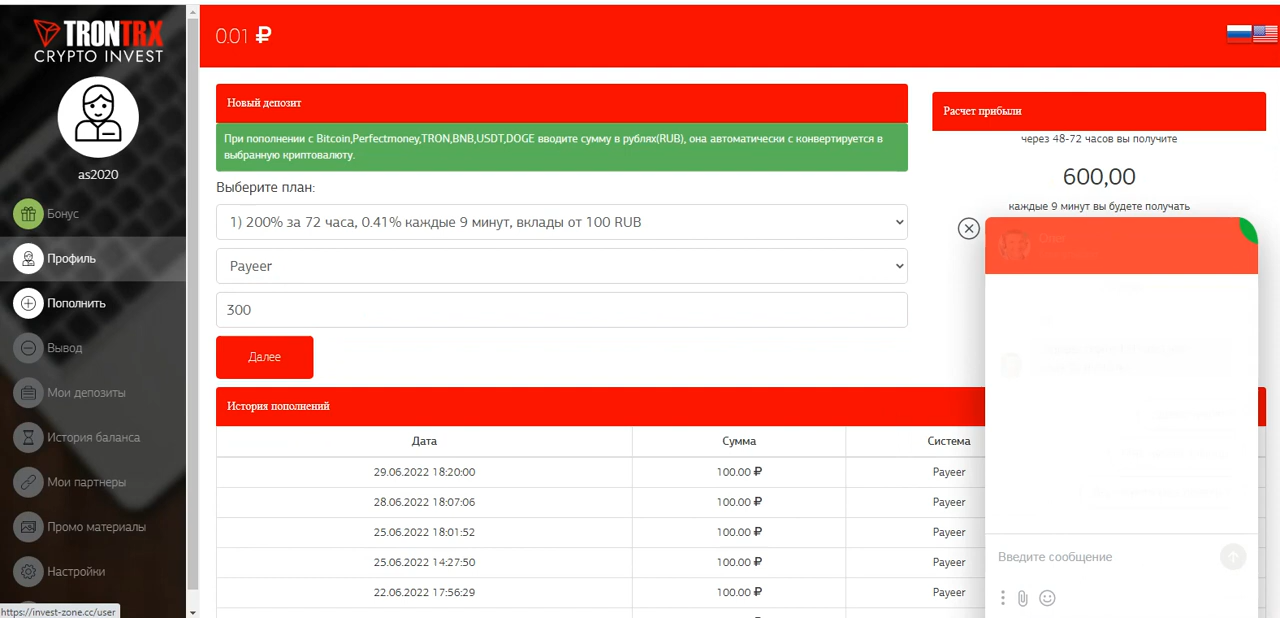 TRONTRX
CRYPTO INVEST
as2020
Бонус
Профиль
Пополнить
Вывод
Мои депозиты
История баланса
Мои партнеры
Промо материалы
Настройки
https://invest-zone.cc/user
0.01 ₽
Новый депозит
При пополнении с Bitcoin,Perfectmoney,TRON,BNB,USDT,DOGE вводите сумму в рублях(RUB), она автоматически с конвертируется в
выбранную криптовалюту.
Выберите план:
1) 200% за 72 часа, 0.41% каждые 9 минут, вклады от 100 RUB
Payeer
300
Далее
Расчет прибыли
через 48-72 часов вы получите
600,00
каждые 9 минут вы будете получать
История пополнений
Дата Сумма Система
29.06.2022 18:20:00 100.00 ₽ Payeer
28.06.2022 18:07:06 100.00 ₽ Payeer
25.06.2022 18:01:52 100.00 ₽ Payeer
25.06.2022 14:27:50 100.00 ₽ Payeer
22.06.2022 17:56:29 100.00 ₽ Payeer
Введите сообщение